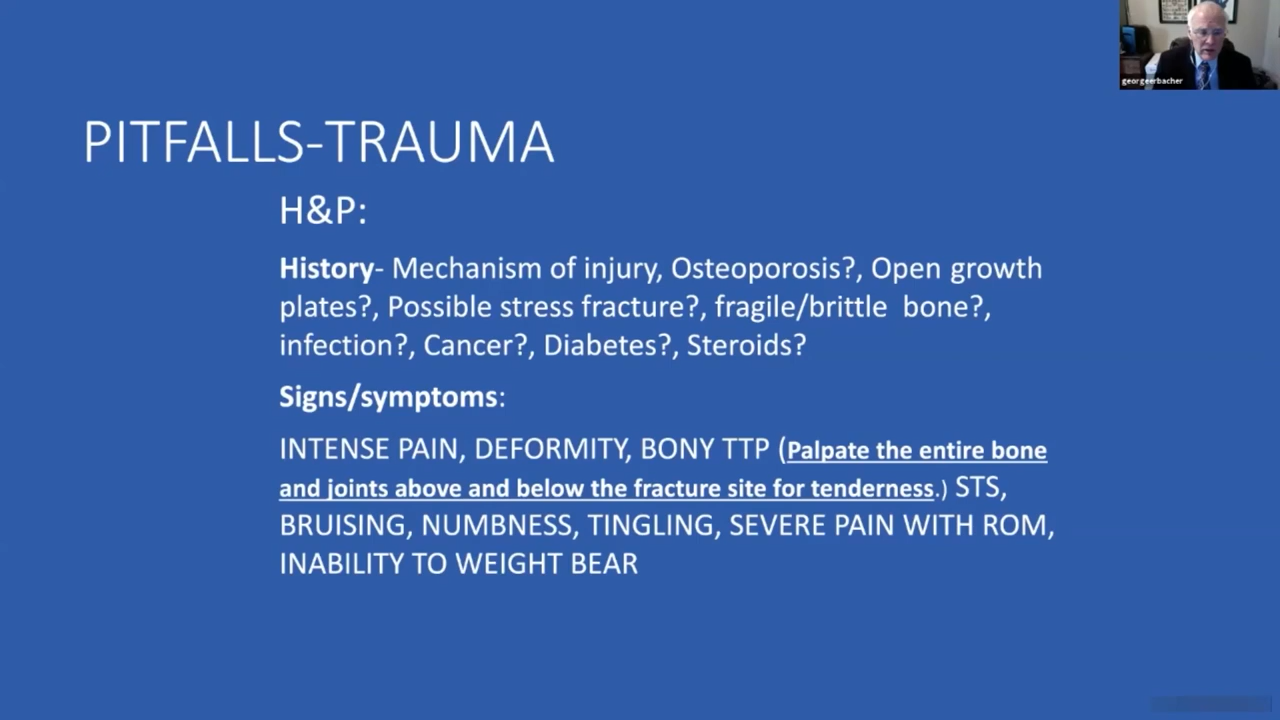 georgeerbacher
PITFALLS-TRAUMA
H&P:
History- Mechanism of injury, Osteoporosis?, Open growth
plates?, Possible stress fracture?, fragile/brittle bone?,
infection?, Cancer?, Diabetes?, Steroids?
Signs/symptoms:
INTENSE PAIN, DEFORMITY, BONY TTP (Palpate the entire bone
and joints above and below the fracture site for tenderness.) STS,
BRUISING, NUMBNESS, TINGLING, SEVERE PAIN WITH ROM,
INABILITY TO WEIGHT BEAR